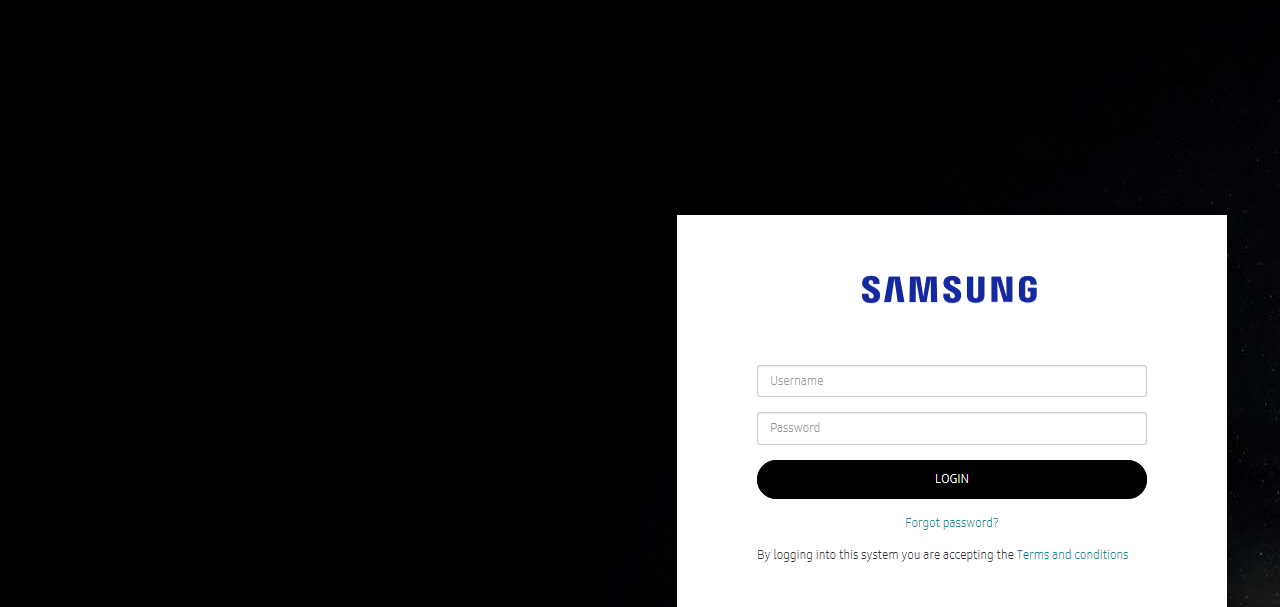 SAMSUNG
Username
Password
LOGIN
Forgot password?
By logging into this system you are accepting the Terms and conditions